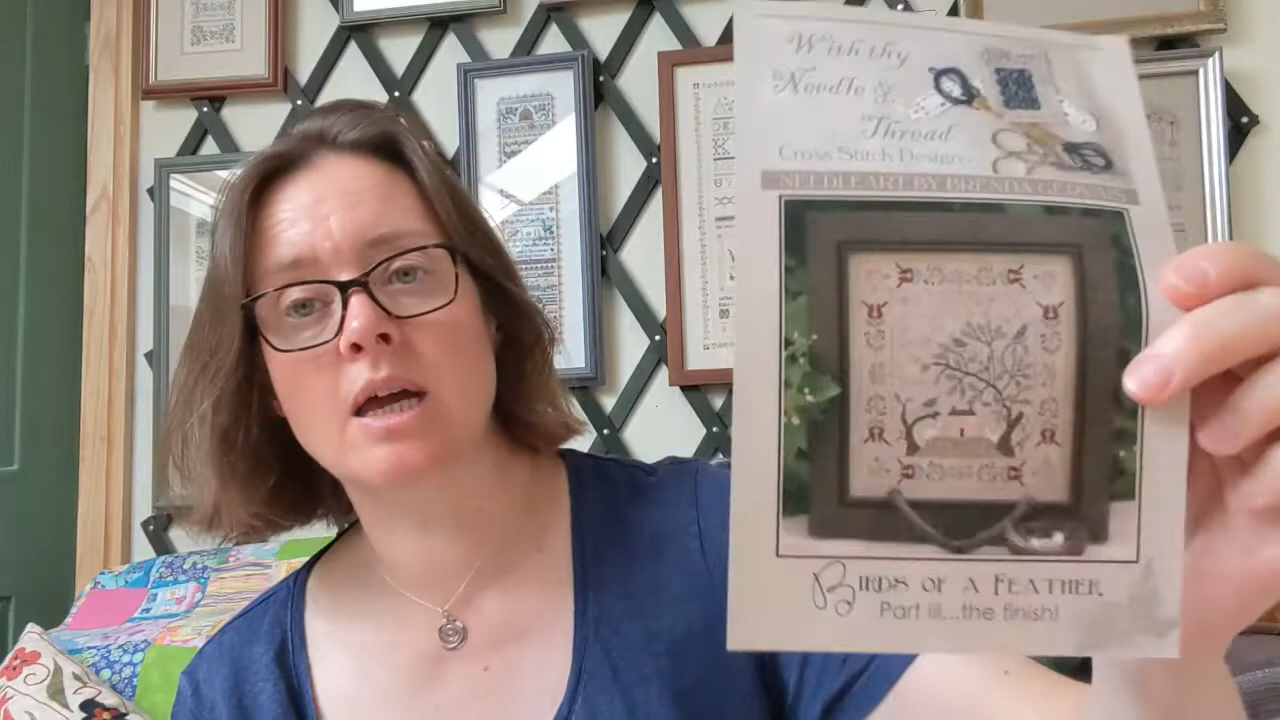 With thy
Needle &
Thread
Cross Stitch Designs
NEEDLEART BY BRENDA GERVAIS
BIRDS OF A FEATHER
Part III...the finish!